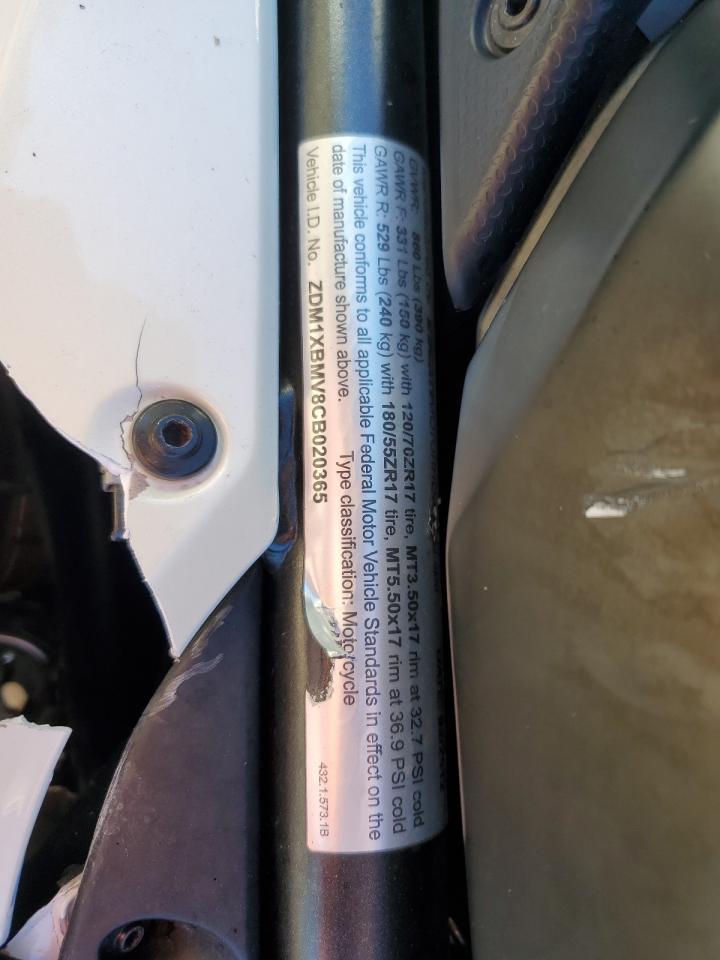 GVWR: 860 Lbs (390 kg)
GAWR F: 331 Lbs (150 kg) with 120/70ZR17 tire, MT3.50x17 rim at 32.7 PSI cold
GAWR R: 529 Lbs (240 kg) with 180/55ZR17 tire, MT5.50x17 rim at 36.9 PSI cold
This vehicle conforms to all applicable Federal Motor Vehicle Standards in effect on the
date of manufacture shown above. Type classification: Motorcycle
Vehicle I.D. No. ZDM1XBMV8CB020365
432.1.573.1B